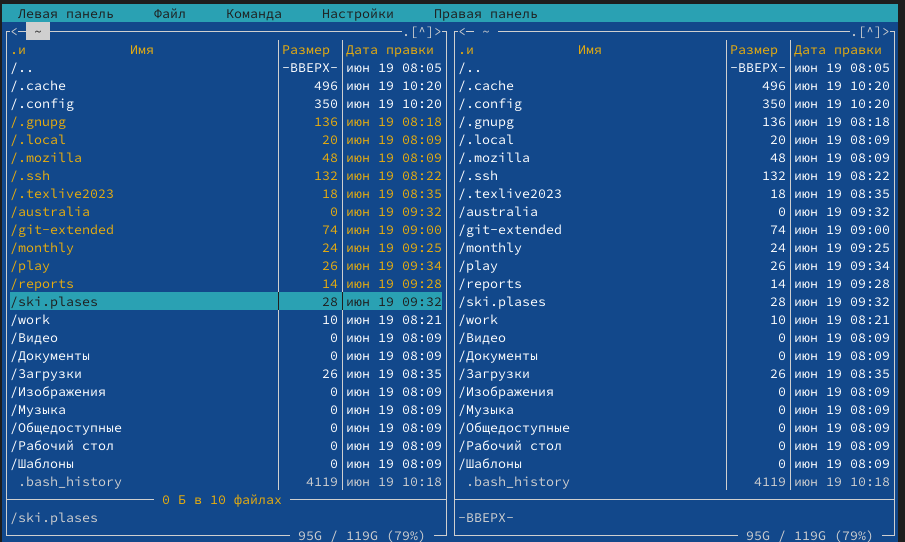 Левая панель Файл Команда Настройки Правая панель
<─ ~ .[^]> <─ ~ .[^]>
.и Имя Размер Дата правки .и Имя Размер Дата правки
/.. -ВВЕРХ- июн 19 08:05 /.. -ВВЕРХ- июн 19 08:05
/.cache 496 июн 19 10:20 /.cache 496 июн 19 10:20
/.config 350 июн 19 10:20 /.config 350 июн 19 10:20
/.gnupg 136 июн 19 08:18 /.gnupg 136 июн 19 08:18
/.local 20 июн 19 08:09 /.local 20 июн 19 08:09
/.mozilla 48 июн 19 08:09 /.mozilla 48 июн 19 08:09
/.ssh 132 июн 19 08:22 /.ssh 132 июн 19 08:22
/.texlive2023 18 июн 19 08:35 /.texlive2023 18 июн 19 08:35
/australia 0 июн 19 09:32 /australia 0 июн 19 09:32
/git-extended 74 июн 19 09:00 /git-extended 74 июн 19 09:00
/monthly 24 июн 19 09:25 /monthly 24 июн 19 09:25
/play 26 июн 19 09:34 /play 26 июн 19 09:34
/reports 14 июн 19 09:28 /reports 14 июн 19 09:28
/ski.plases 28 июн 19 09:32 /ski.plases 28 июн 19 09:32
/work 10 июн 19 08:21 /work 10 июн 19 08:21
/Видео 0 июн 19 08:09 /Видео 0 июн 19 08:09
/Документы 0 июн 19 08:09 /Документы 0 июн 19 08:09
/Загрузки 26 июн 19 08:35 /Загрузки 26 июн 19 08:35
/Изображения 0 июн 19 08:09 /Изображения 0 июн 19 08:09
/Музыка 0 июн 19 08:09 /Музыка 0 июн 19 08:09
/Общедоступные 0 июн 19 08:09 /Общедоступные 0 июн 19 08:09
/Рабочий стол 0 июн 19 08:09 /Рабочий стол 0 июн 19 08:09
/Шаблоны 0 июн 19 08:09 /Шаблоны 0 июн 19 08:09
.bash_history 4119 июн 19 10:18 .bash_history 4119 июн 19 10:18
0 Б в 10 файлах
/ski.plases -ВВЕРХ-
95G / 119G (79%) 95G / 119G (79%)